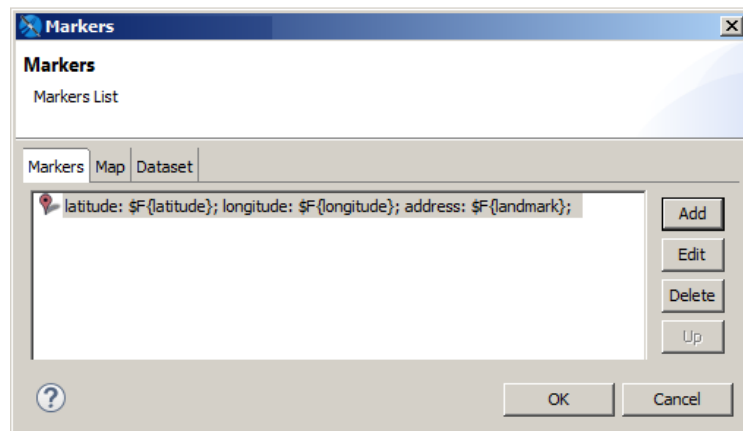 Markers
Markers
Markers List
Markers Map Dataset
latitude: $F{latitude}; longitude: $F{longitude}; address: $F{landmark};
Add
Edit
Delete
Up
OK Cancel